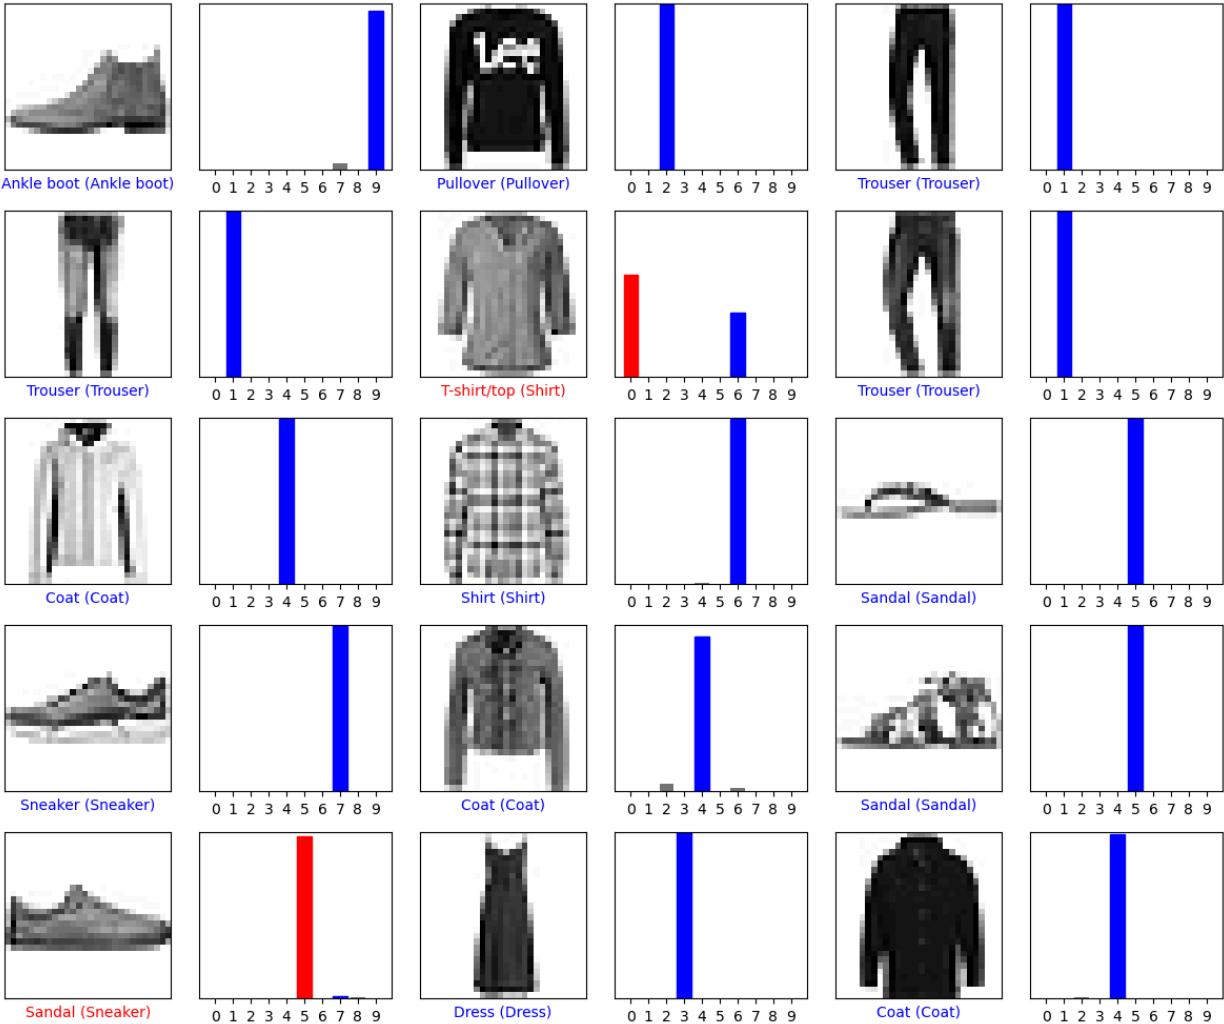 Lee
0 1 2 3 4 5 6 7 8 9
0 1 2 3 4 5 6 7 8 9
0 1 2 3 4 5 6 7 8 9
Ankle boot (Ankle boot)
Pullover (Pullover)
Trouser (Trouser)
0 1 2 3 4 5 6 7 8 9
0 1 2 3 4 5 6 7 8 9
0 1 2 3 4 5 6 7 8 9
Trouser (Trouser)
T-shirt/top (Shirt)
Trouser (Trouser)
0 1 2 3 4 5 6 7 8 9
0 1 2 3 4 5 6 7 8 9
0 1 2 3 4 5 6 7 8 9
Coat (Coat)
Shirt (Shirt)
Sandal (Sandal)
0 1 2 3 4 5 6 7 8 9
0 1 2 3 4 5 6 7 8 9
0 1 2 3 4 5 6 7 8 9
Sneaker (Sneaker)
Coat (Coat)
Sandal (Sandal)
0 1 2 3 4 5 6 7 8 9
0 1 2 3 4 5 6 7 8 9
0 1 2 3 4 5 6 7 8 9
Sandal (Sneaker)
Dress (Dress)
Coat (Coat)